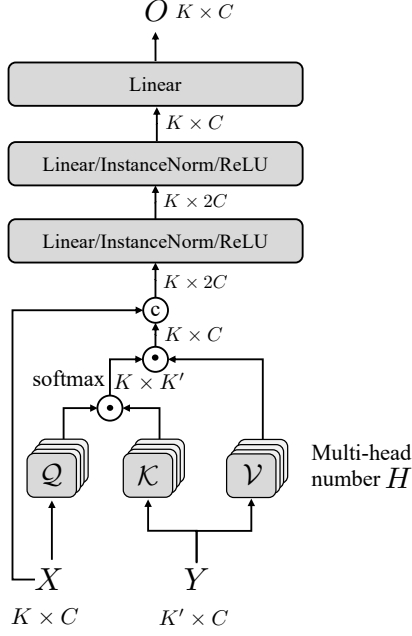 O K × C
Linear
K × C
Linear/InstanceNorm/ReLU
K × 2C
Linear/InstanceNorm/ReLU
K × 2C
c
K × C
softmax K × K′
Q K V
Multi-head
number H
X Y
K × C K′ × C